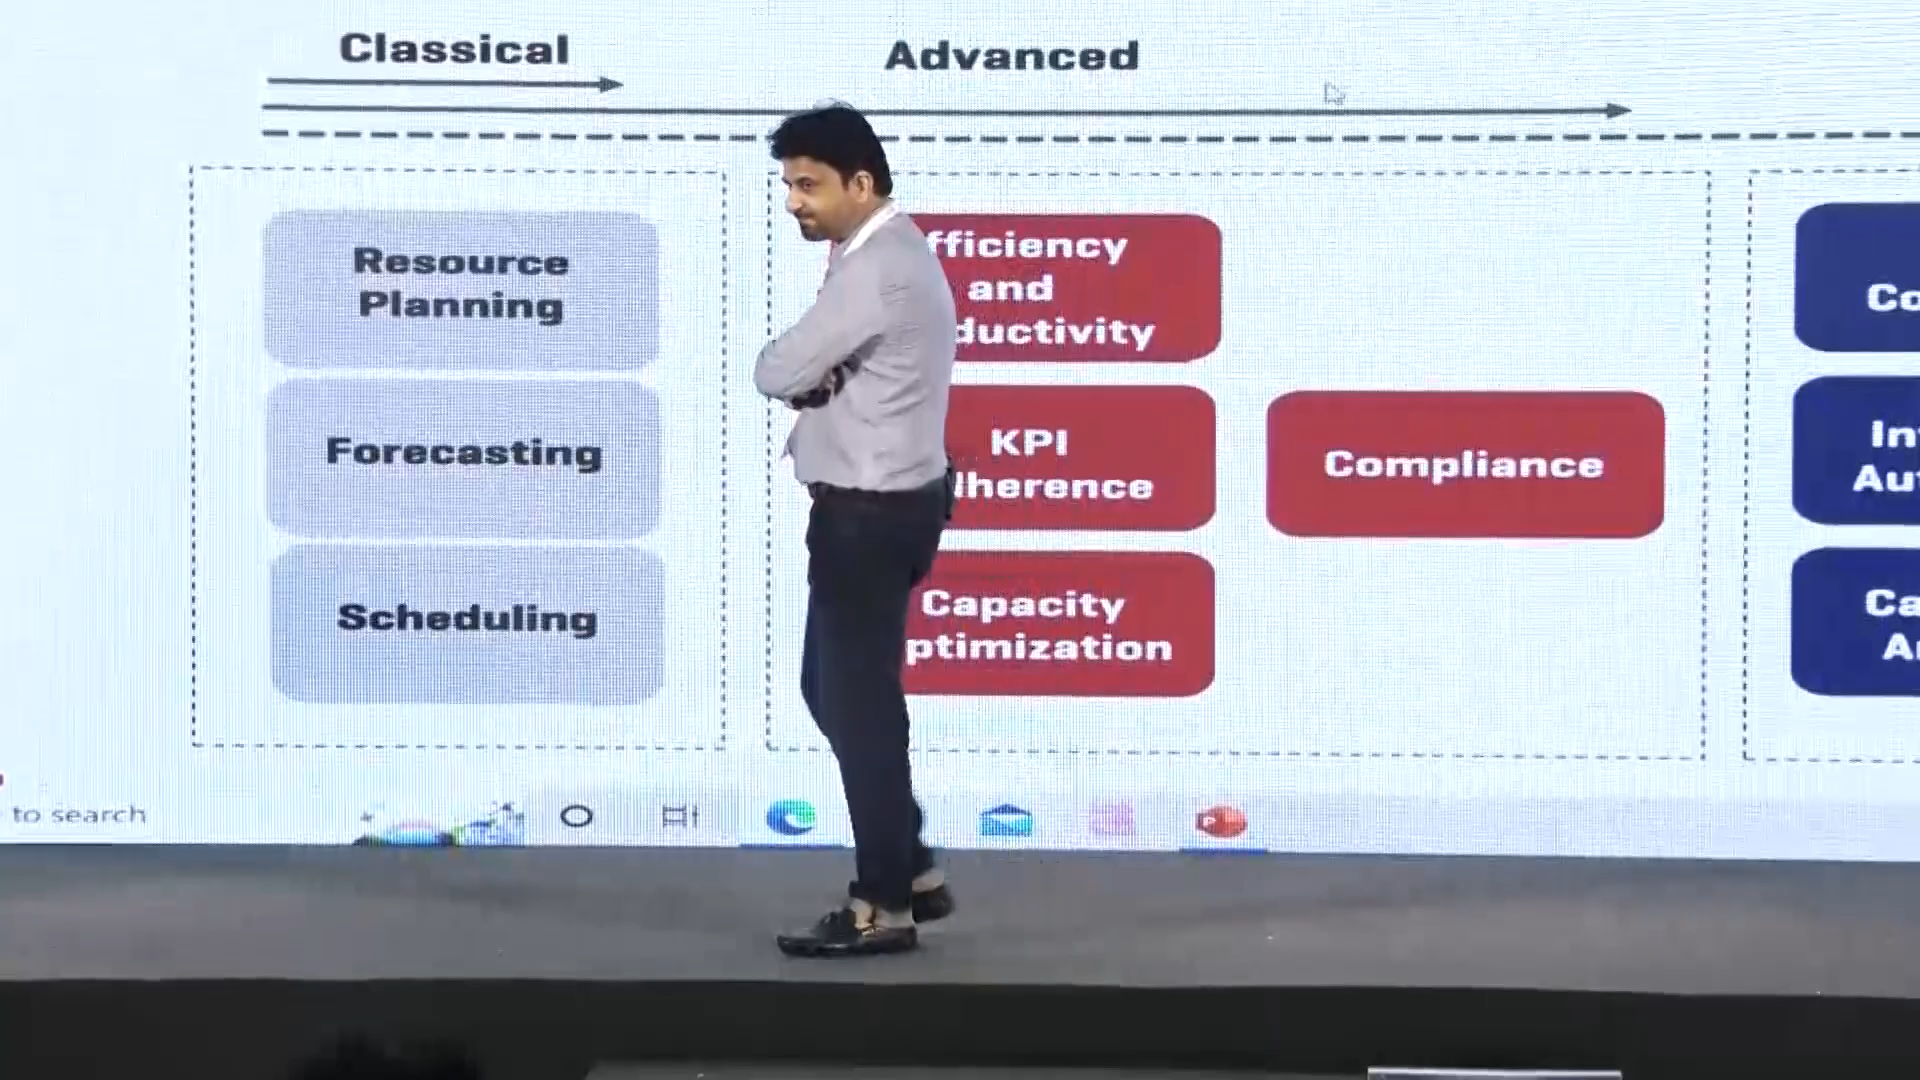 Classical
Advanced
Resource
Planning
Forecasting
Scheduling
fficiency
and
ductivity
KPI
herence
Capacity
ptimization
Compliance
Co
In
Au
Ca
A
to search